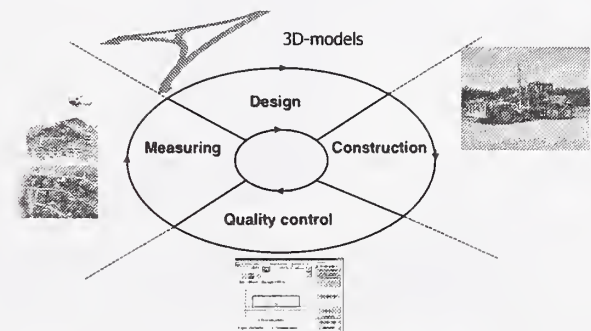 3D-models
Design
Measuring
Construction
Quality control